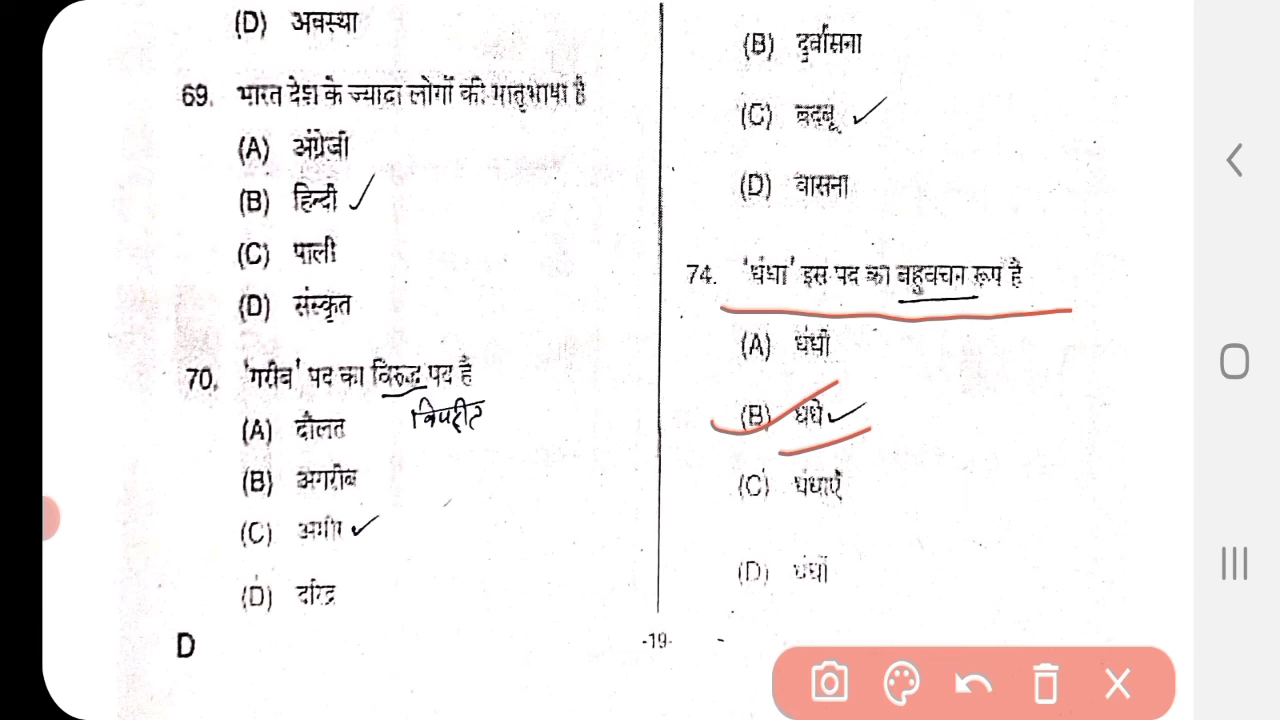 (D) अवस्था
69. भारत देश के ज्यादा लोगों की मातृभाषा है
(A) अंग्रेजी
(B) हिन्दी
(C) पाली
(D) संस्कृत
70. 'गरीब' पद का विरुद्ध पद है
विपरीत
(A) दौलत
(B) अगरीब
(C) अमीर
(D) दरिद्र
D
(B) दुर्वासना
(C) बदबू
(D) वासना
74. 'धंधा' इस पद का बहुवचन रूप है
(A) धंधी
(B) धंधे
(C) धंधाएँ
(D) धंधों
-19-